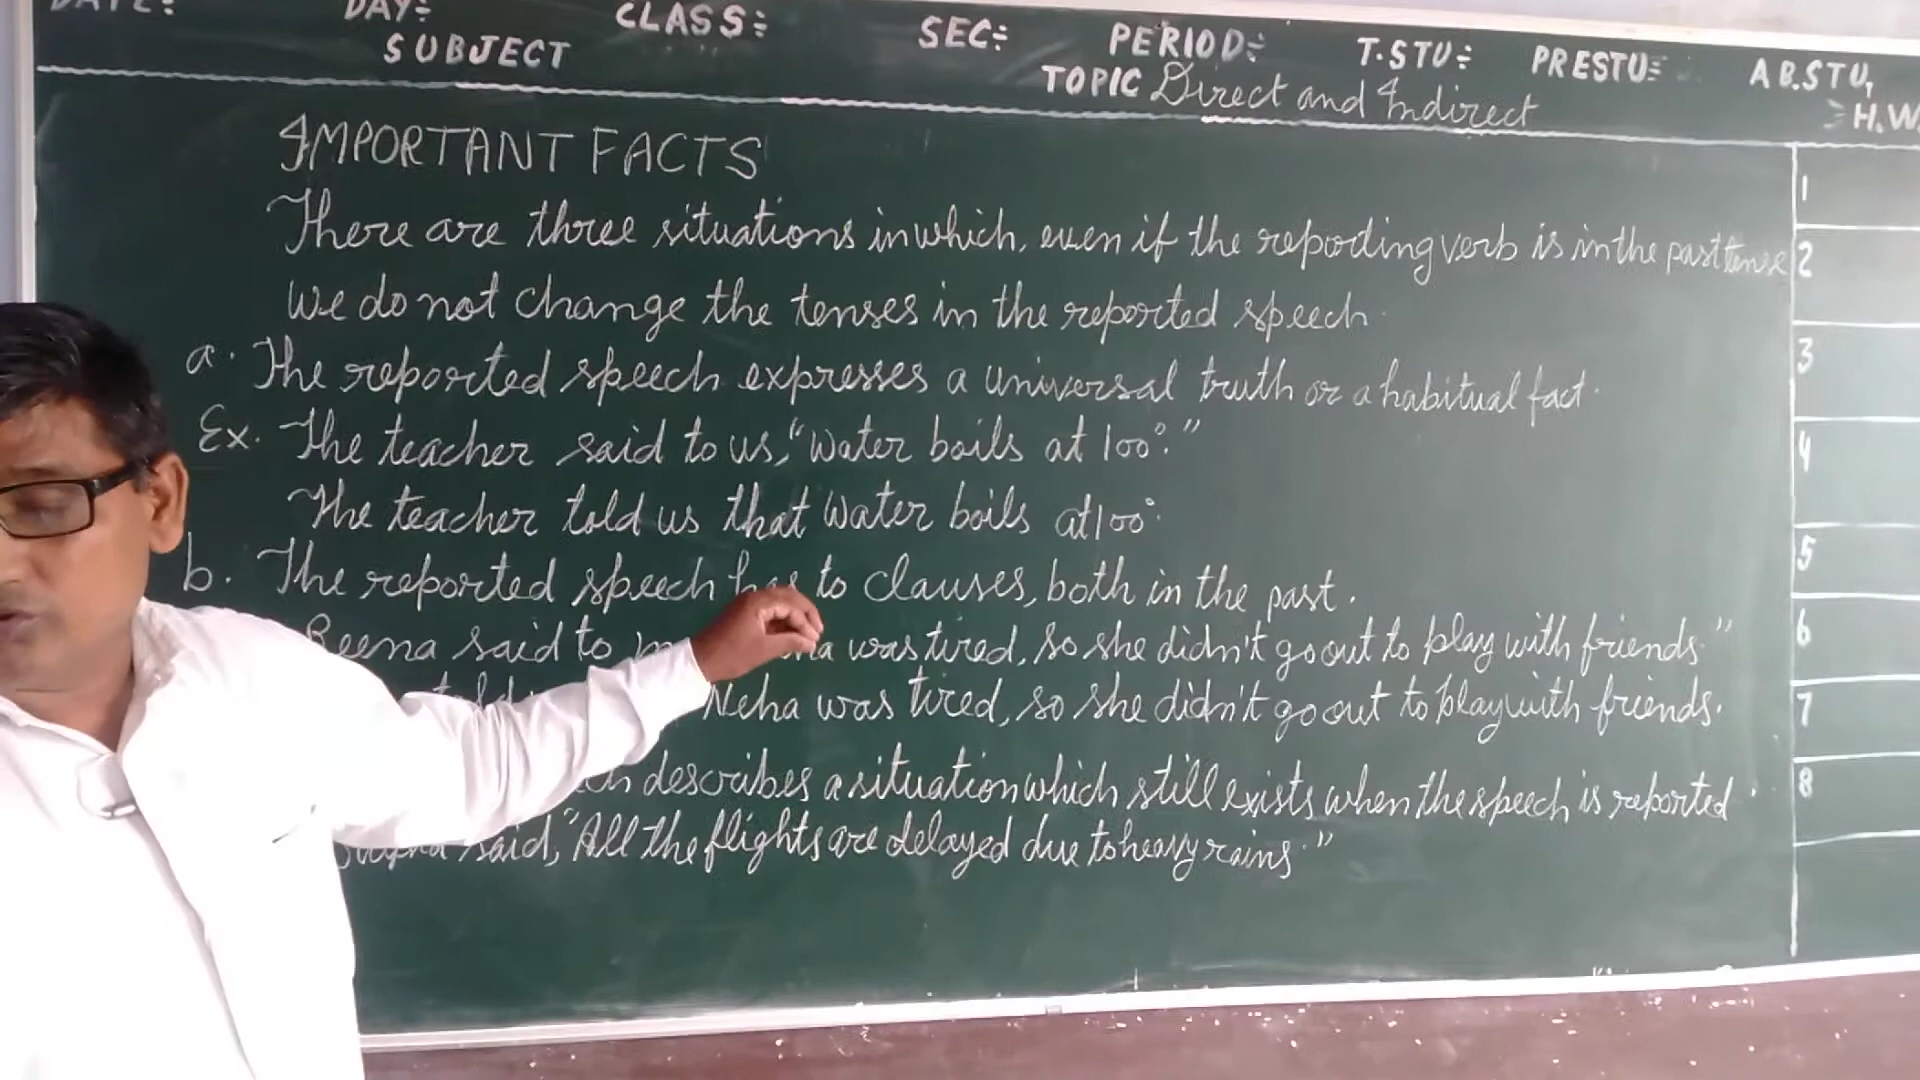 DATE: DAY: CLASS: SEC: PERIOD: T.STU: PRESTU: AB.STU,
SUBJECT TOPIC Direct and Indirect H.W.
IMPORTANT FACTS
There are three situations in which, even if the reporting verb is in the past tense
We do not change the tenses in the reported speech.
a. The reported speech expresses a universal truth or a habitual fact.
Ex. The teacher said to us, "Water boils at 100°."
The teacher told us that Water boils at 100°.
b. The reported speech has to clauses, both in the past.
Reena said to was tired, so she didn't go out to play with friends."
Neha was tired, so she didn't go out to play with friends.
describes a situation which still exists when the speech is reported.
said, "All the flights are delayed due to heavy rains."
1
2
3
4
5
6
7
8